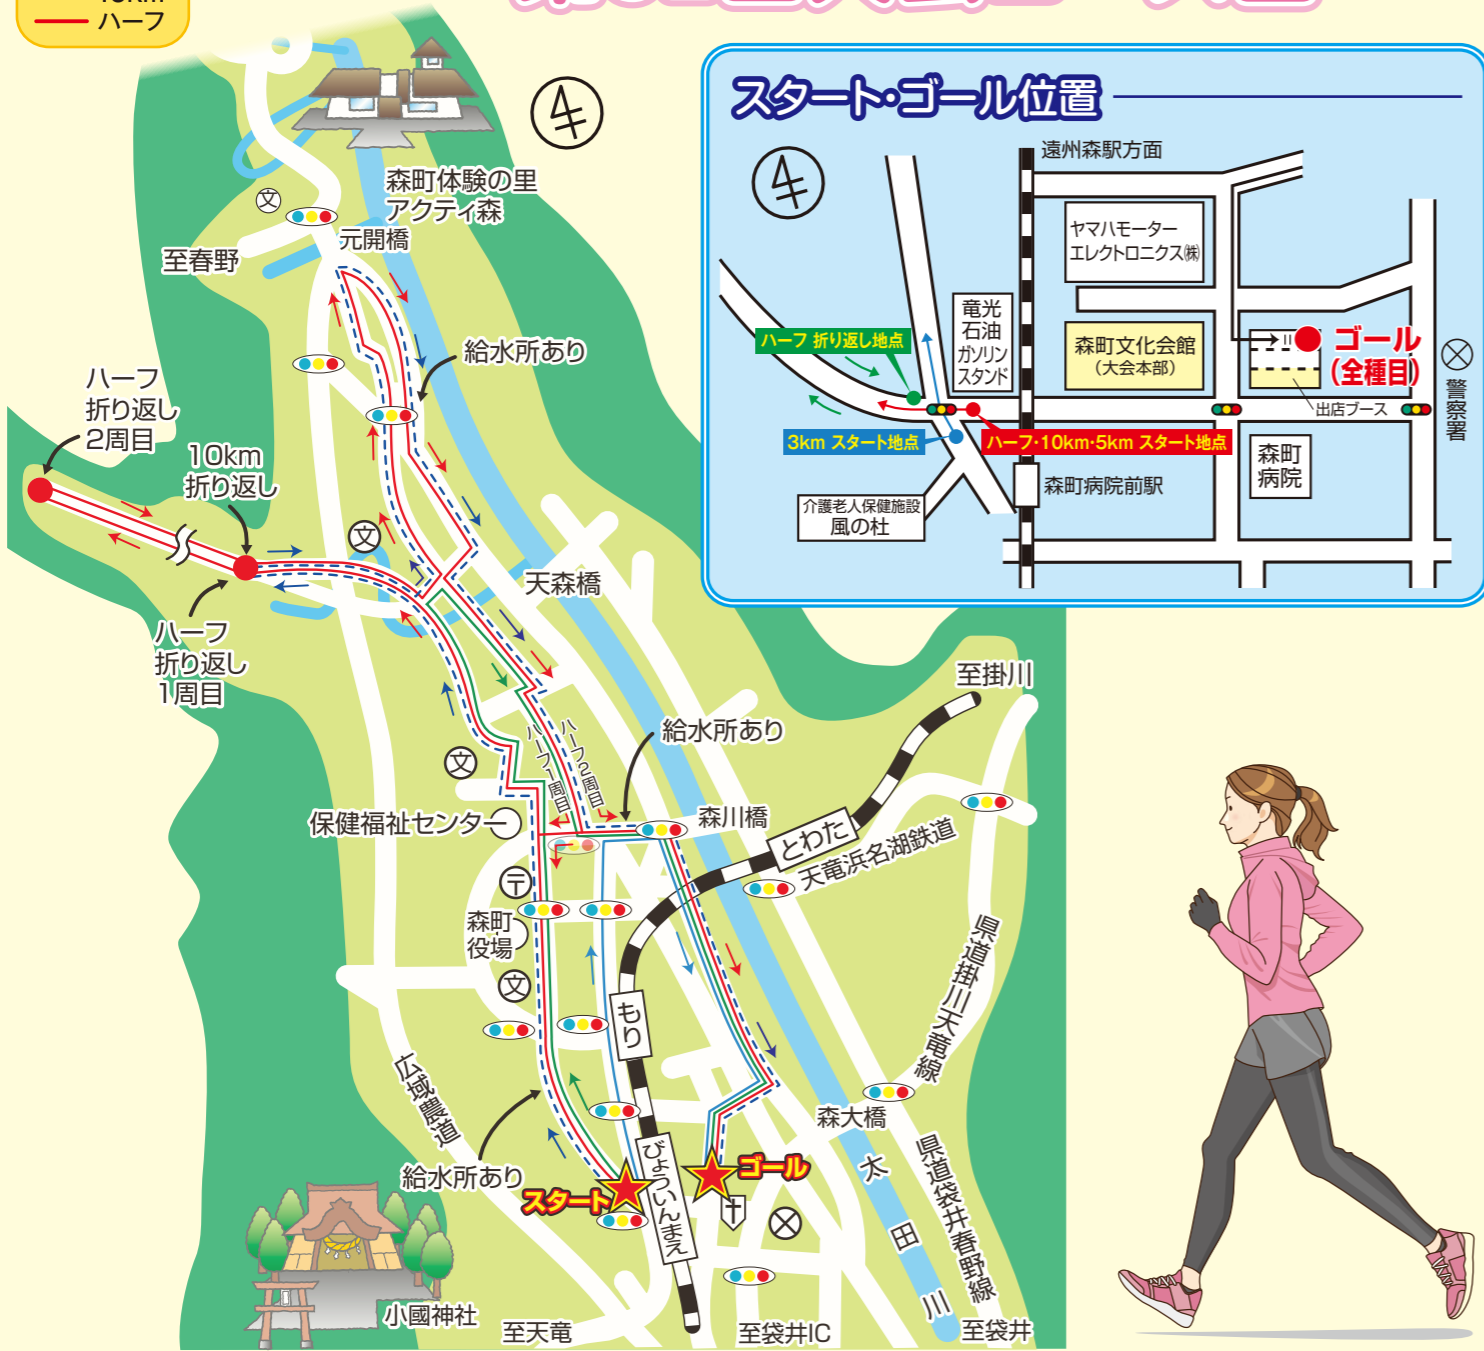 ハーフ
スタート・ゴール位置
遠州森駅方面
ヤマハモーター
エレクトロニクス㈱
竜光
石油
ガソリン
スタンド
ハーフ 折り返し地点
森町文化会館
(大会本部)
ゴール
(全種目)
出店ブース
警察署
3km スタート地点
ハーフ・10km・5km スタート地点
森町
病院
森町病院前駅
介護老人保健施設
風の杜
森町体験の里
アクティ森
文
元開橋
至春野
給水所あり
ハーフ
折り返し
2周目
10km
折り返し
文
天森橋
ハーフ
折り返し
1周目
至掛川
ハーフ1周目
ハーフ2周目
給水所あり
文
保健福祉センター
森川橋
とわた
天竜浜名湖鉄道
〒
森町
役場
文
もり
県道掛川天竜線
広域農道
森大橋
給水所あり
スタート
ゴール
びょういんまえ
太田川
県道袋井春野線
小國神社
至天竜
至袋井IC
至袋井